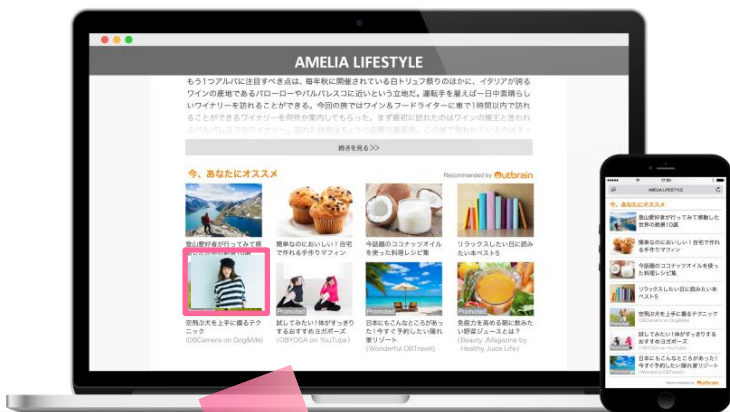 AMELIA LIFESTYLE
もう1つアルバに注目すべき点は、毎年秋に開催されている白トリュフ祭りのほかに、イタリアが誇る
ワインの産地であるバローロやバルバレスコに近いという立地だ。運転手を雇えば一日中素晴らし
いワイナリーを訪れることができる。今回の旅ではワイン&フードライターに車で1時間以内で訪れ
ることができるワイナリーを何件か案内してもらった。まず最初に訪れたのはワインの嬢王と言われ
続きを見る>>
今、あなたにオススメ
Recommended by Outbrain
登山愛好者が行ってみて感
簡単なのにおいしい!自宅
で作れる手作りマフィン
今話題のココナッツオイル
を使った料理レシピ集
リラックスしたい日に読み
たい本ベスト5
空飛ぶ犬を上手に撮るテク
ニック
(OBCamera on Dog&Me)
Promoted
試してみたい!体がすっきり
するおすすめヨガポーズ
(OBYOGA on YouTube)
Promoted
日本にもこんなところがあっ
た!今すぐ予約したい隠れ
家リゾート
(Wonderful OBTravel)
Promoted
免疫力を高める朝に飲みた
い野菜ジュースとは?
(Beauty JMagazine by
Healthy Juice Life)
17:20
AMELIA LIFESTYLE
今、あなたにオススメ
登山愛好者が行ってみて感動した
世界の絶景10選
簡単なのにおいしい!自宅で作れ
る手作りマフィン
今話題のココナッツオイルを使っ
た料理レシピ集
リラックスしたい日に読みたい本
ベスト5
空飛ぶ犬を上手に撮るテクニック
(OBCamera on Dog&Me)
試してみたい!体がすっきりする
おすすめヨガポーズ
(OBYOGA on YouTube)
日本にもこんなところがあった!
今すぐ予約したい隠れ家リゾート
(Wonderful OBTravel)
Recommended by Outbrain